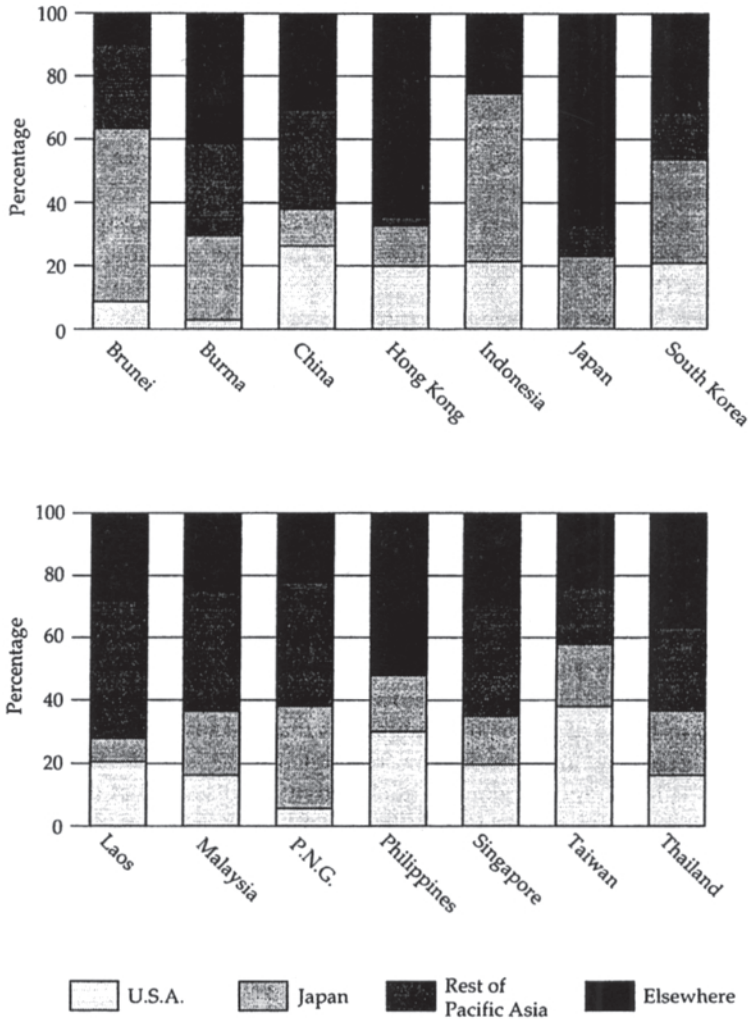 100
80
60
40
20
0
Percentage
Brunei
Burma
China
Hong Kong
Indonesia
Japan
South Korea
100
80
60
40
20
0
Percentage
Laos
Malaysia
P.N.G.
Philippines
Singapore
Taiwan
Thailand
U.S.A.
Japan
Rest of
Pacific Asia
Elsewhere